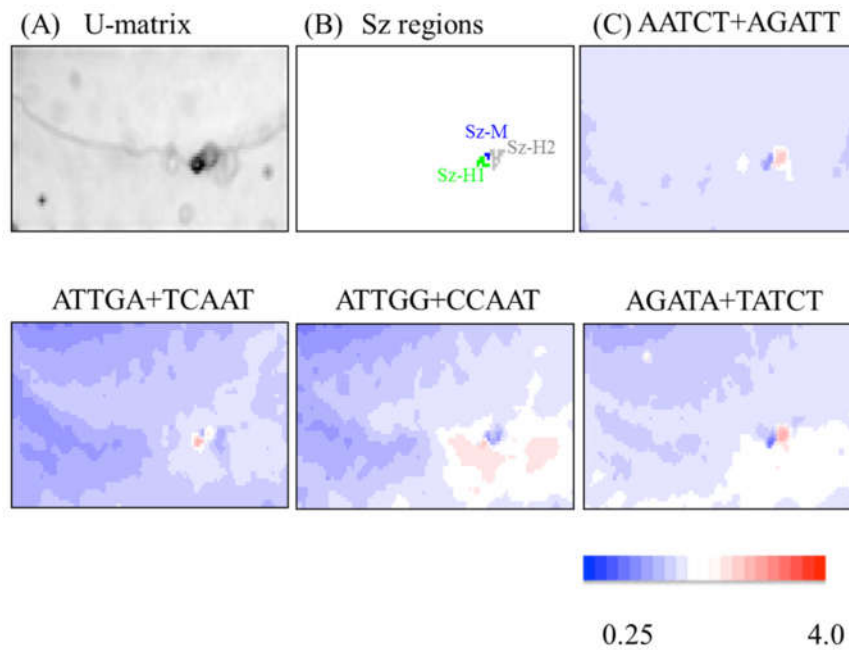 (A) U-matrix
(B) Sz regions
(C) AATCT+AGATT
Sz-M
Sz-H2
Sz-H1
ATTGA+TCAAT
ATTGG+CCAAT
AGATA+TATCT
0.25
4.0